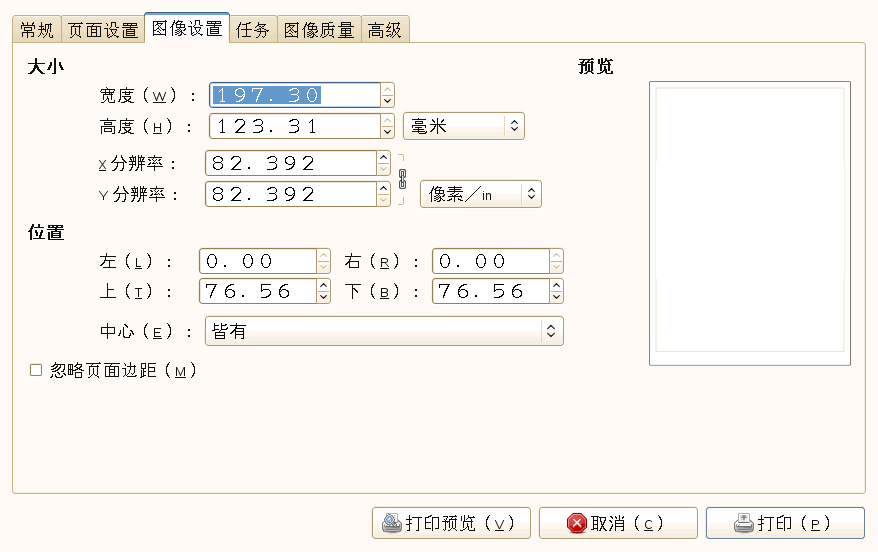 常规 页面设置 图像设置 任务 图像质量 高级
大小 预览
宽度（W）： 197.30
高度（H）： 123.31 毫米
X 分辨率： 82.392
Y 分辨率： 82.392 像素／in
位置
左（L）： 0.00 右（R）： 0.00
上（T）： 76.56 下（B）： 76.56
中心（E）： 皆有
忽略页面边距（M）
打印预览（V） 取消（C） 打印（P）